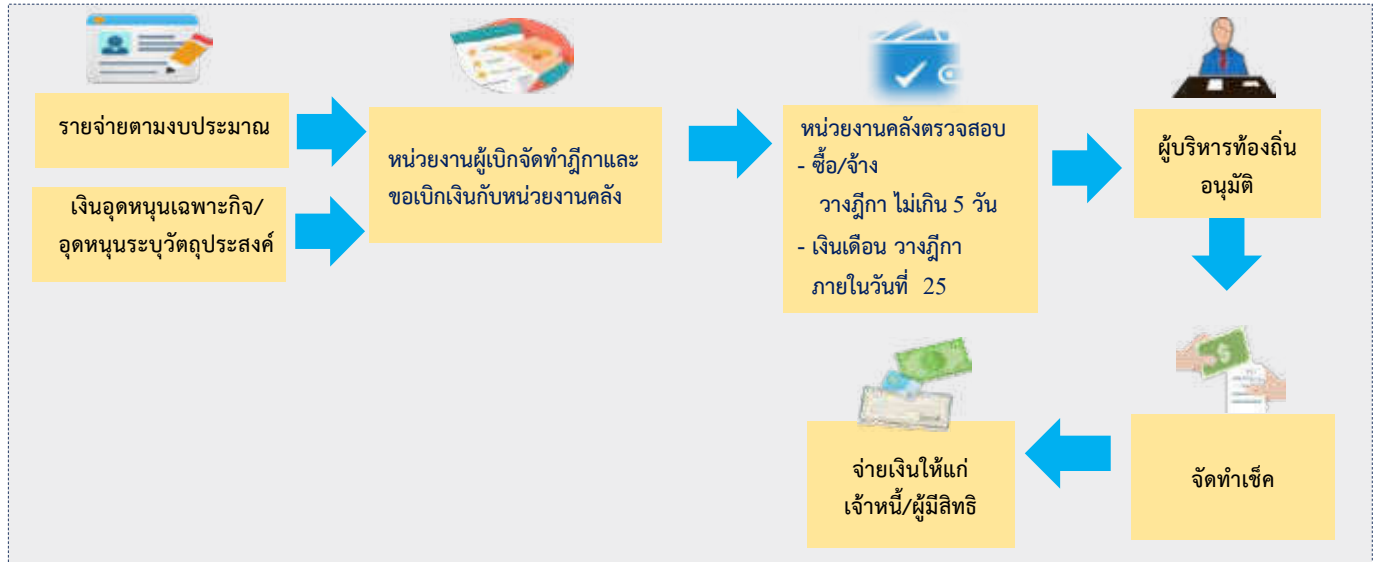 รายจ่ายตามงบประมาณ
เงินอุดหนุนเฉพาะกิจ/
อุดหนุนระบุวัตถุประสงค์
หน่วยงานผู้เบิกจัดทำฎีกาและ
ขอเบิกเงินกับหน่วยงานคลัง
หน่วยงานคลังตรวจสอบ
- ซื้อ/จ้าง
วางฎีกา ไม่เกิน 5 วัน
- เงินเดือน วางฎีกา
ภายในวันที่ 25
ผู้บริหารท้องถิ่น
อนุมัติ
จัดทำเช็ค
จ่ายเงินให้แก่
เจ้าหนี้/ผู้มีสิทธิ